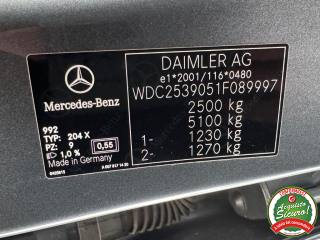 DAIMLER AG
e1*2001/116*0480
WDC2539051F089997
2500 kg
5100 kg
1- 1230 kg
2- 1270 kg
Mercedes-Benz
992
TYP: 204 X
PZ: 9 0,55
1,0 %
Made in Germany
Acquisto
Sicuro!